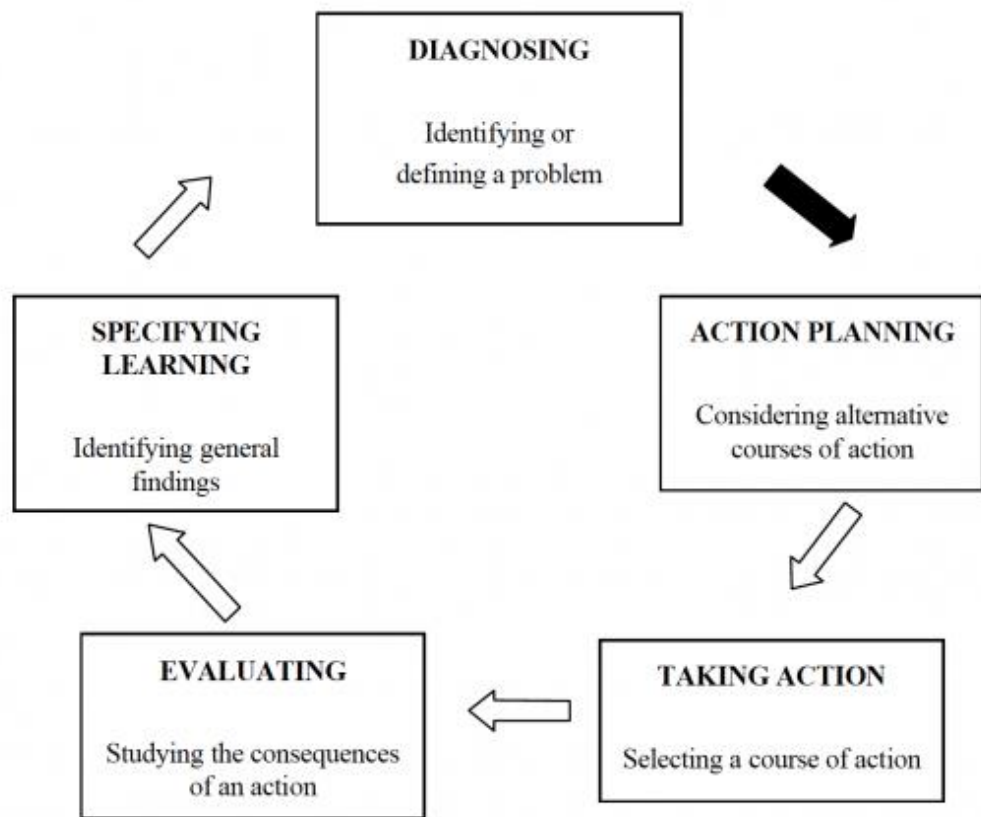 DIAGNOSING
Identifying or
defining a problem
ACTION PLANNING
Considering alternative
courses of action
TAKING ACTION
Selecting a course of action
EVALUATING
Studying the consequences
of an action
SPECIFYING
LEARNING
Identifying general
findings